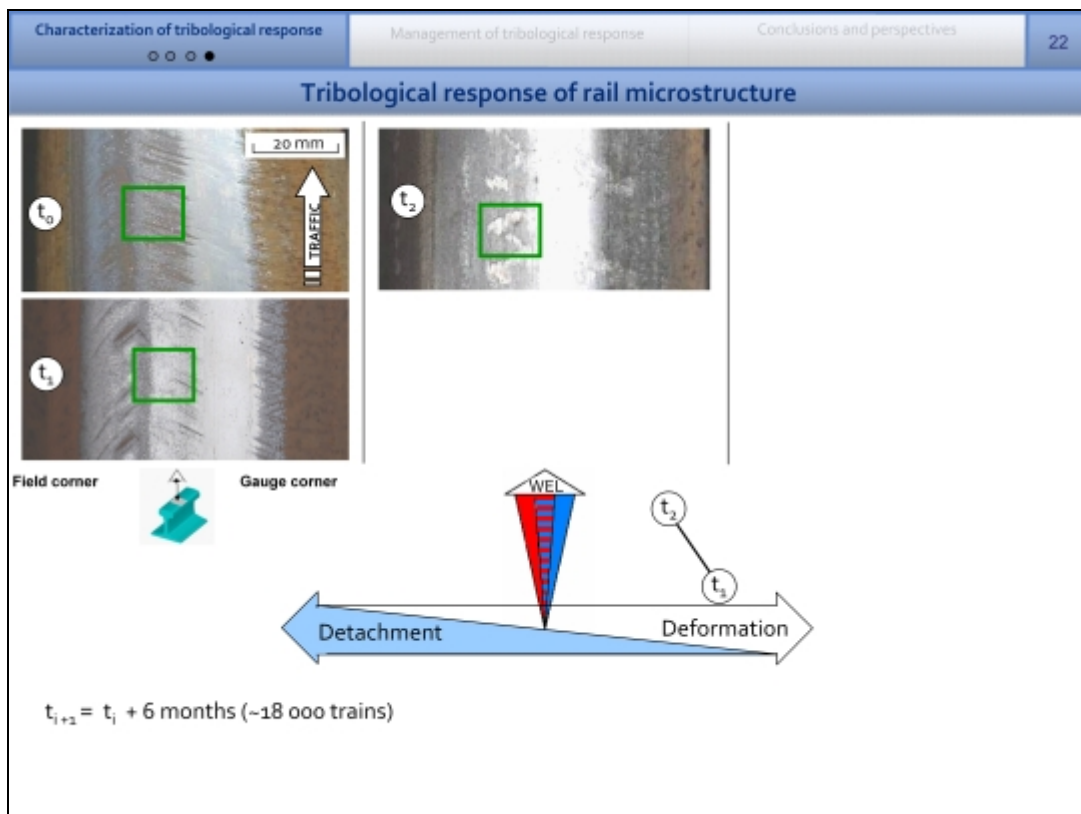 Characterization of tribological response
Management of tribological response
Conclusions and perspectives
22
Tribological response of rail microstructure
20 mm
t0
TRAFFIC
t2
t1
Field corner
Gauge corner
WEL
t2
t1
Detachment
Deformation
ti+1 = ti + 6 months (~18 000 trains)